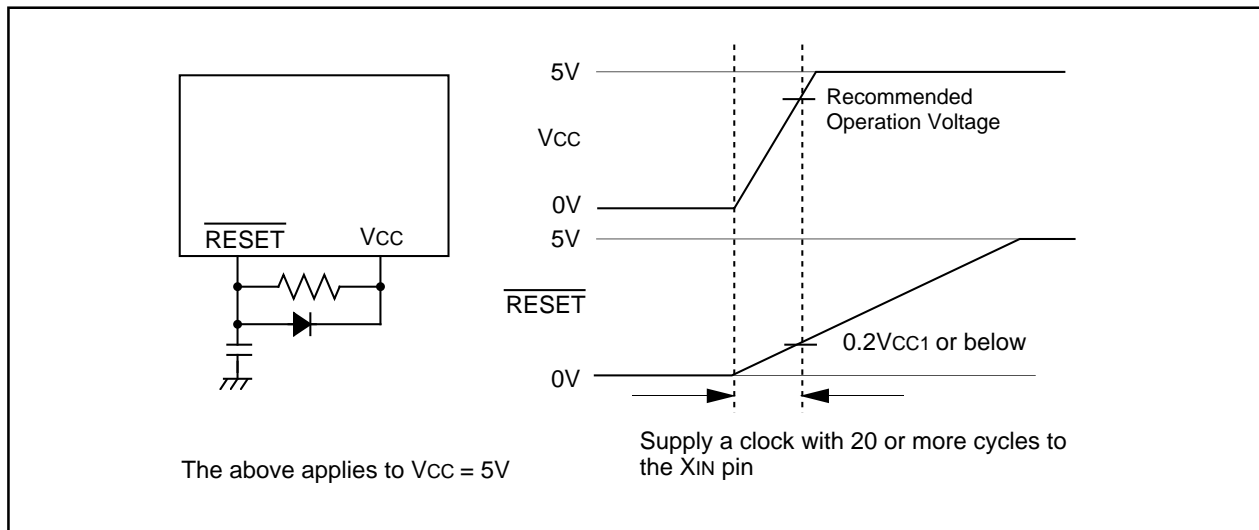 RESET VCC
The above applies to VCC = 5V
5V
VCC
0V
Recommended
Operation Voltage
5V
RESET
0V
0.2VCC1 or below
Supply a clock with 20 or more cycles to
the XIN pin